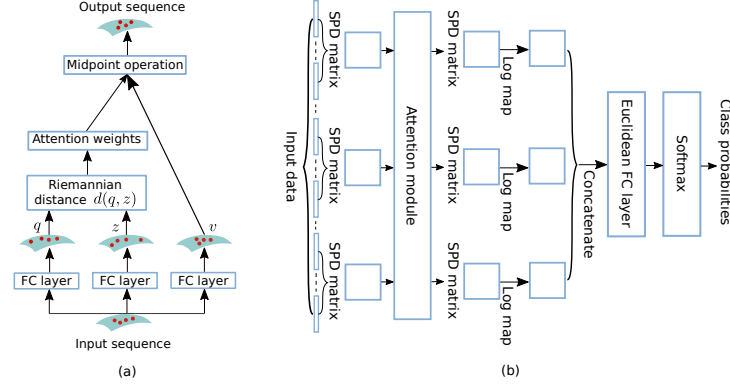 Output sequence
Midpoint operation
Attention weights
Riemannian
distance d(q, z)
q
z
v
FC layer
FC layer
FC layer
Input sequence
(a)
Input data
SPD matrix
SPD matrix
SPD matrix
Attention module
SPD matrix
SPD matrix
SPD matrix
Log map
Log map
Log map
Concatenate
Euclidean FC layer
Softmax
Class probabilities
(b)